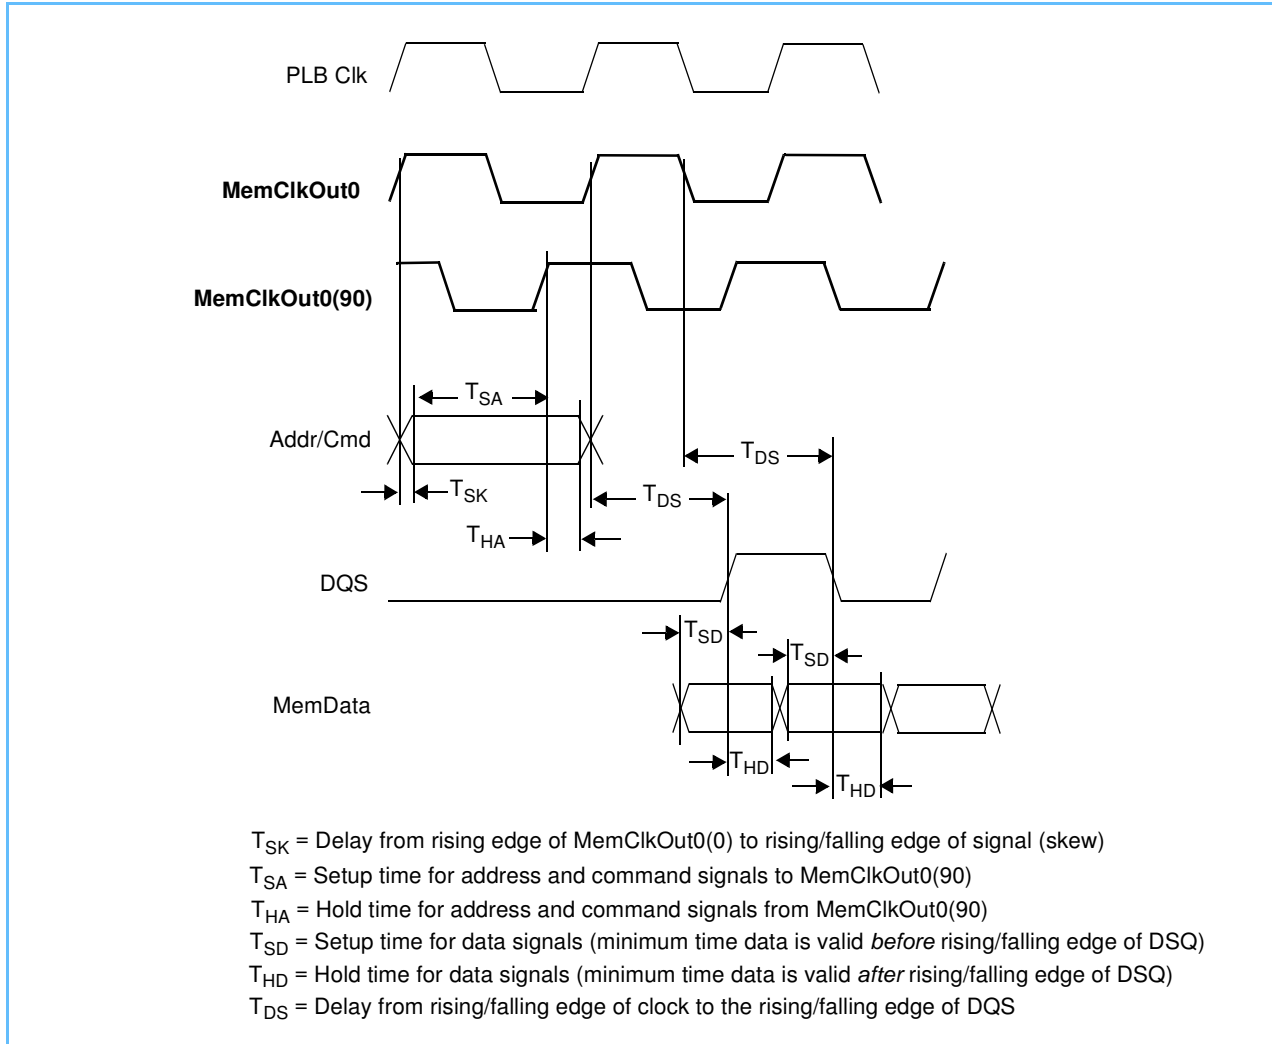 PLB Clk
MemClkOut0
MemClkOut0(90)
TSA
Addr/Cmd
TDS
TSK
TDS
THA
DQS
TSD
TSD
MemData
THD
THD
TSK = Delay from rising edge of MemClkOut0(0) to rising/falling edge of signal (skew)
TSA = Setup time for address and command signals to MemClkOut0(90)
THA = Hold time for address and command signals from MemClkOut0(90)
TSD = Setup time for data signals (minimum time data is valid before rising/falling edge of DSQ)
THD = Hold time for data signals (minimum time data is valid after rising/falling edge of DSQ)
TDS = Delay from rising/falling edge of clock to the rising/falling edge of DQS